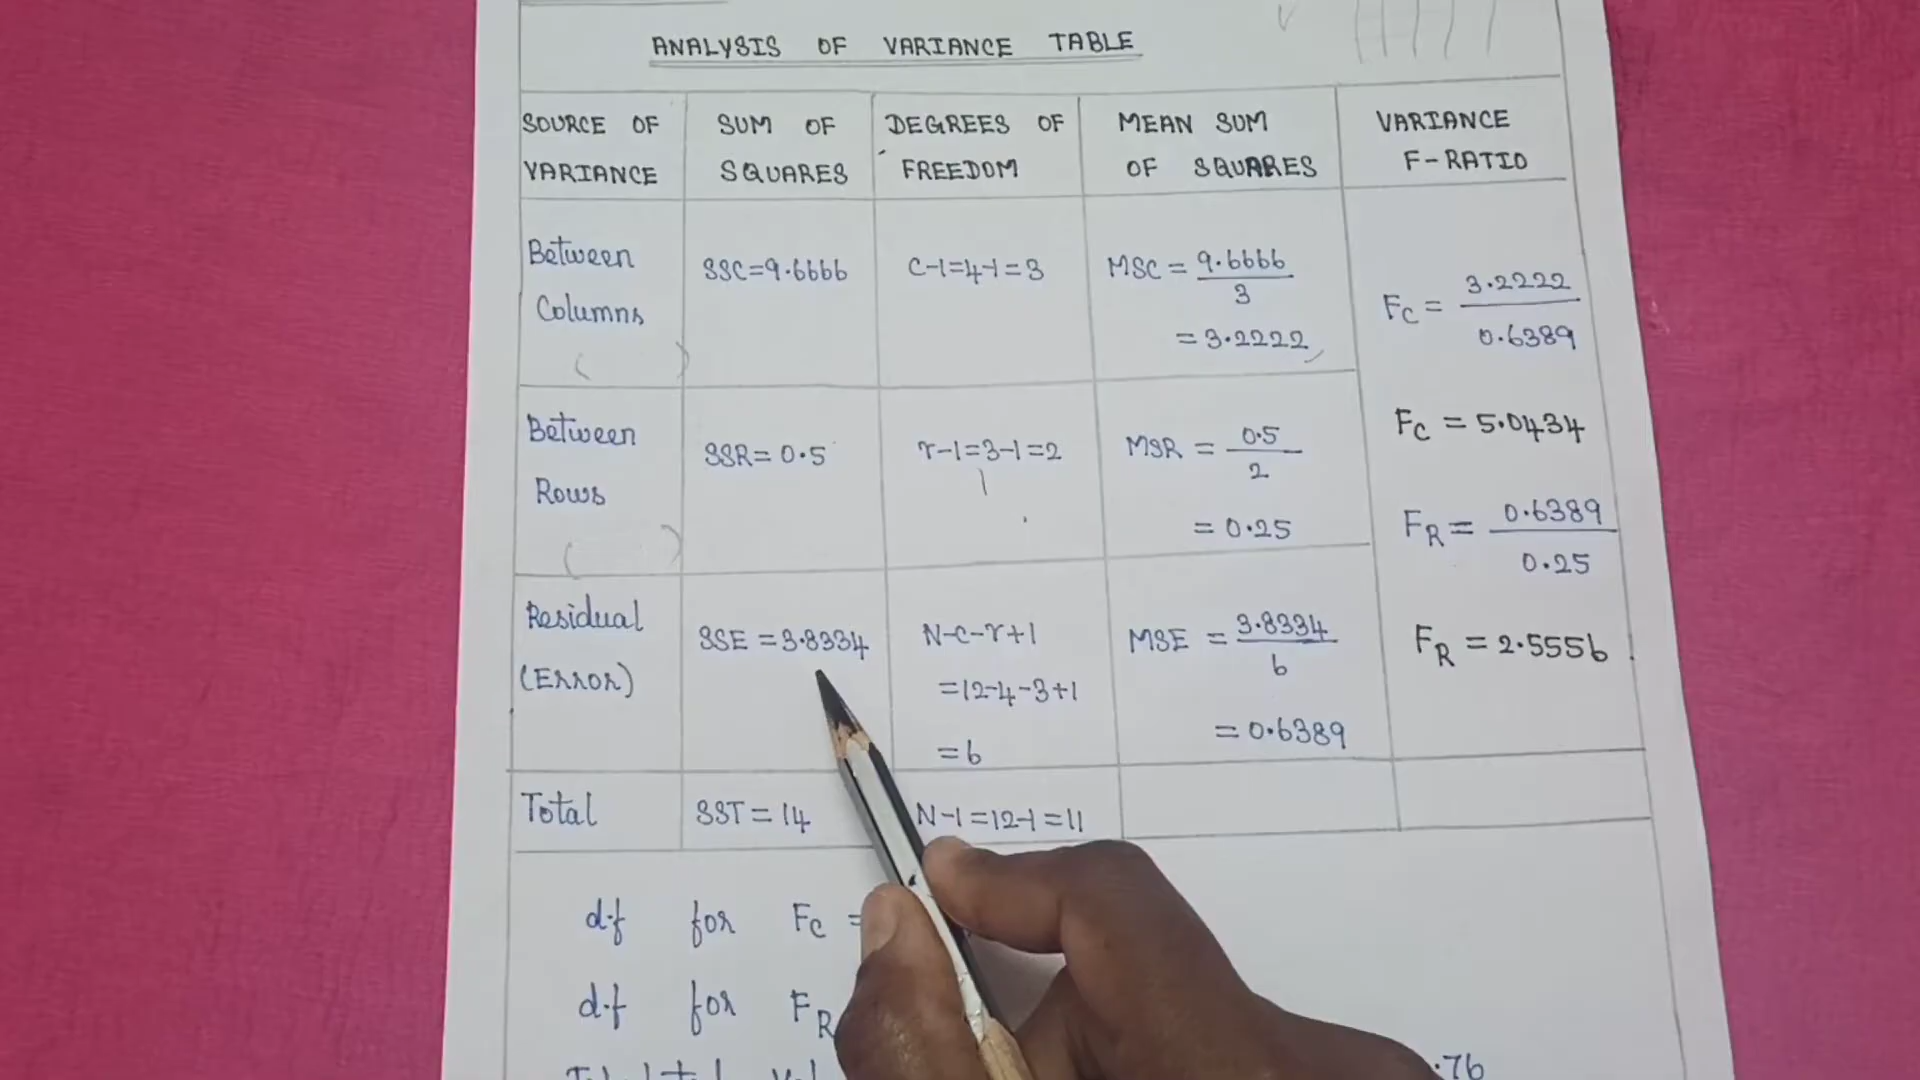 ANALYSIS OF VARIANCE TABLE
SOURCE OF VARIANCE
SUM OF SQUARES
DEGREES OF FREEDOM
MEAN SUM OF SQUARES
VARIANCE F-RATIO
Between Columns
SSC=9.6666
C-1=4-1=3
MSC = 9.6666/3
= 3.2222
Fc = 3.2222/0.6389
Fc = 5.0434
Between Rows
SSR= 0.5
r-1=3-1=2
MSR = 0.5/2
= 0.25
FR = 0.6389/0.25
FR = 2.5556
Residual (Error)
SSE = 3.8334
N-c-r+1
=12-4-3+1
= 6
MSE = 3.8334/6
= 0.6389
Total
SST = 14
N-1=12-1=11
d.f for Fc =
d.f for FR
.76